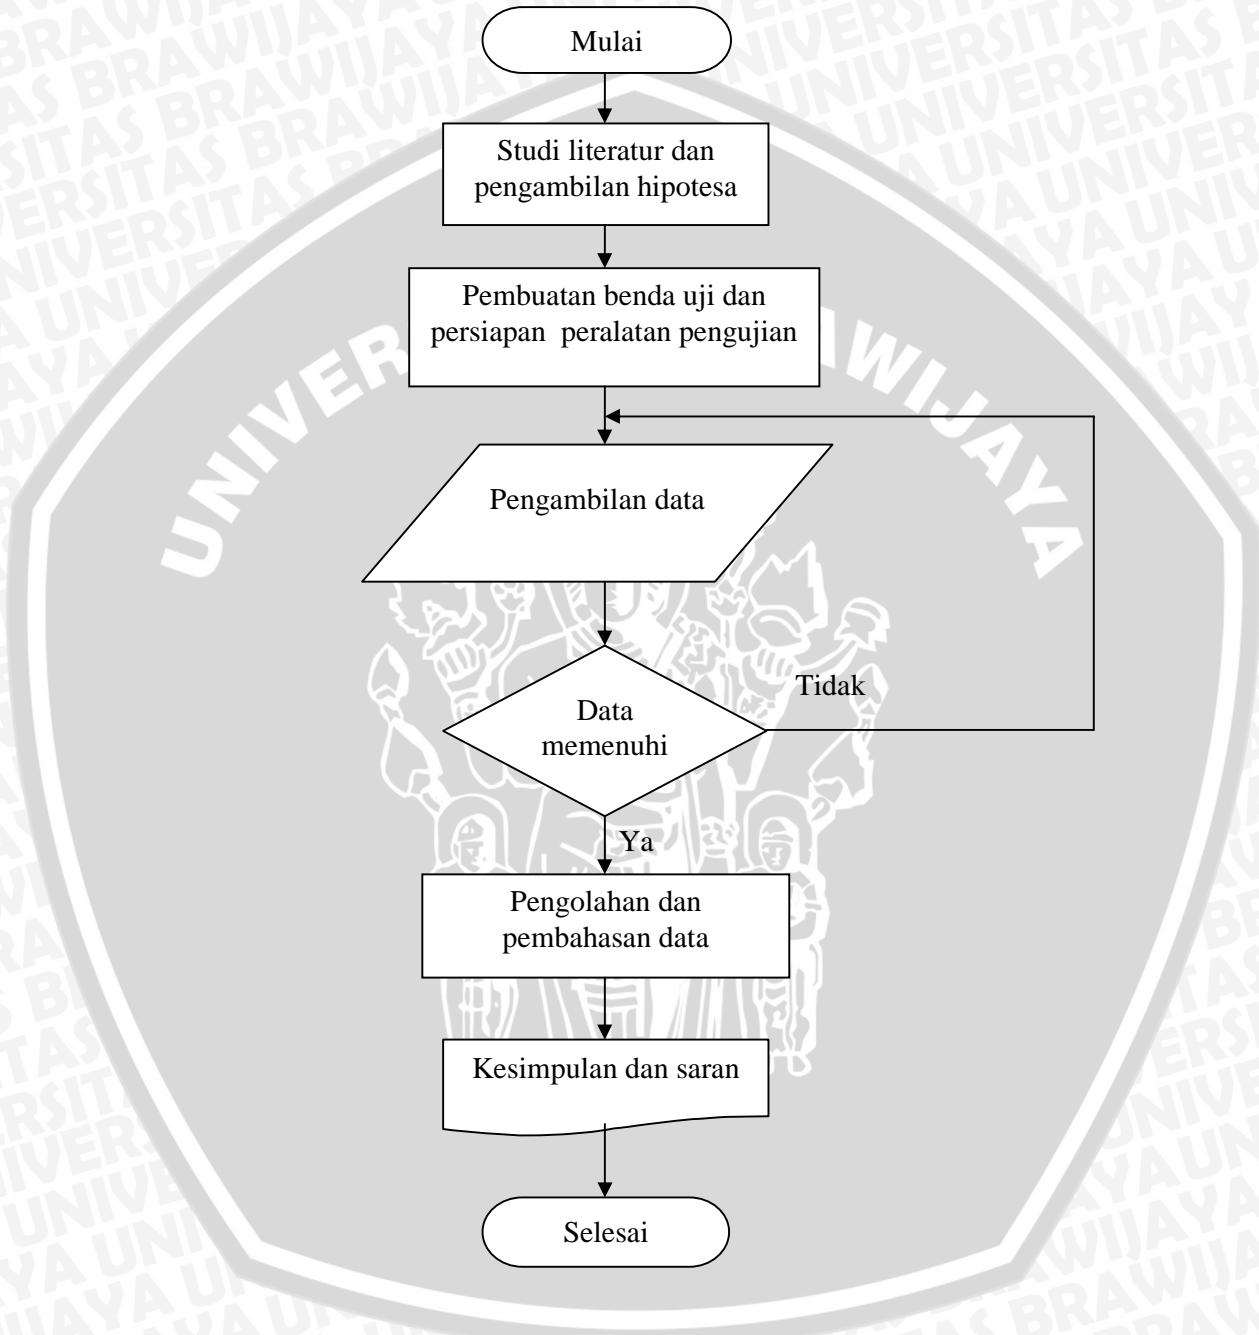 Mulai
Studi literatur dan
pengambilan hipotesa
Pembuatan benda uji dan
persiapan  peralatan pengujian
Pengambilan data
Tidak
Data
memenuhi
Ya
Pengolahan dan
pembahasan data
Kesimpulan dan saran
Selesai